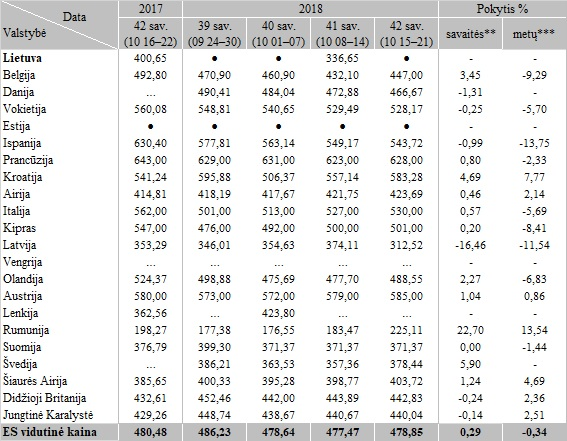 Data 2017 2018 Pokytis %
Valstybė 42 sav. (10 16–22) 39 sav. (09 24–30) 40 sav. (10 01–07) 41 sav. (10 08–14) 42 sav. (10 15–21) savaitės** metų***
Lietuva 400,65 ● ● 336,65 ● - -
Belgija 492,80 470,90 460,90 432,10 447,00 3,45 -9,29
Danija ... 490,41 484,04 472,88 466,67 -1,31 -
Vokietija 560,08 548,81 540,65 529,49 528,17 -0,25 -5,70
Estija ● ● ● ● ● - -
Ispanija 630,40 577,81 563,14 549,17 543,72 -0,99 -13,75
Prancūzija 643,00 629,00 631,00 623,00 628,00 0,80 -2,33
Kroatija 541,24 595,88 506,37 557,14 583,28 4,69 7,77
Airija 414,81 418,19 417,67 421,75 423,69 0,46 2,14
Italija 562,00 501,00 513,00 527,00 530,00 0,57 -5,69
Kipras 547,00 476,00 492,00 500,00 501,00 0,20 -8,41
Latvija 353,29 346,01 354,63 374,11 312,52 -16,46 -11,54
Vengrija ... ... ... ... ... - -
Olandija 524,37 498,88 475,69 477,70 488,55 2,27 -6,83
Austrija 580,00 573,00 572,00 579,00 585,00 1,04 0,86
Lenkija 362,56 ... 423,80 ... ... - -
Rumunija 198,27 177,38 176,55 183,47 225,11 22,70 13,54
Suomija 376,79 399,30 371,37 371,37 371,37 0,00 -1,44
Švedija ... 386,21 363,53 357,36 378,44 5,90 -
Šiaurės Airija 385,65 400,33 395,28 398,77 403,72 1,24 4,69
Didžioji Britanija 432,61 452,46 442,00 443,89 442,83 -0,24 2,36
Jungtinė Karalystė 429,26 448,74 438,67 440,67 440,04 -0,14 2,51
ES vidutinė kaina 480,48 486,23 478,64 477,47 478,85 0,29 -0,34